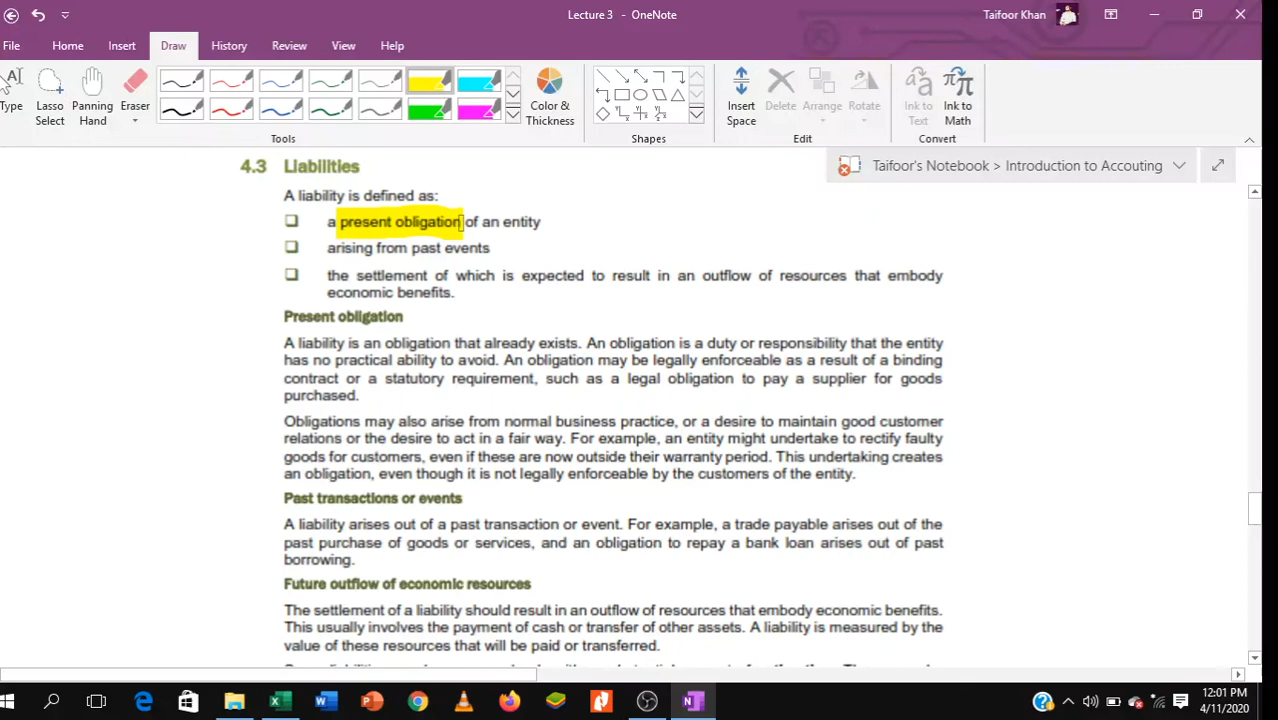 Lecture 3 - OneNote
Taifoor Khan
File Home Insert Draw History Review View Help
Type
Lasso Select
Panning Hand
Eraser
Color & Thickness
Insert Space
Delete
Arrange
Rotate
Ink to Text
Ink to Math
Tools
Shapes
Edit
Convert
Taifoor's Notebook > Introduction to Accouting
4.3 Liabilities
A liability is defined as:
a present obligation of an entity
arising from past events
the settlement of which is expected to result in an outflow of resources that embody
economic benefits.
Present obligation
A liability is an obligation that already exists. An obligation is a duty or responsibility that the entity
has no practical ability to avoid. An obligation may be legally enforceable as a result of a binding
contract or a statutory requirement, such as a legal obligation to pay a supplier for goods
purchased.
Obligations may also arise from normal business practice, or a desire to maintain good customer
relations or the desire to act in a fair way. For example, an entity might undertake to rectify faulty
goods for customers, even if these are now outside their warranty period. This undertaking creates
an obligation, even though it is not legally enforceable by the customers of the entity.
Past transactions or events
A liability arises out of a past transaction or event. For example, a trade payable arises out of the
past purchase of goods or services, and an obligation to repay a bank loan arises out of past
borrowing.
Future outflow of economic resources
The settlement of a liability should result in an outflow of resources that embody economic benefits.
This usually involves the payment of cash or transfer of other assets. A liability is measured by the
value of these resources that will be paid or transferred.
12:01 PM
4/11/2020